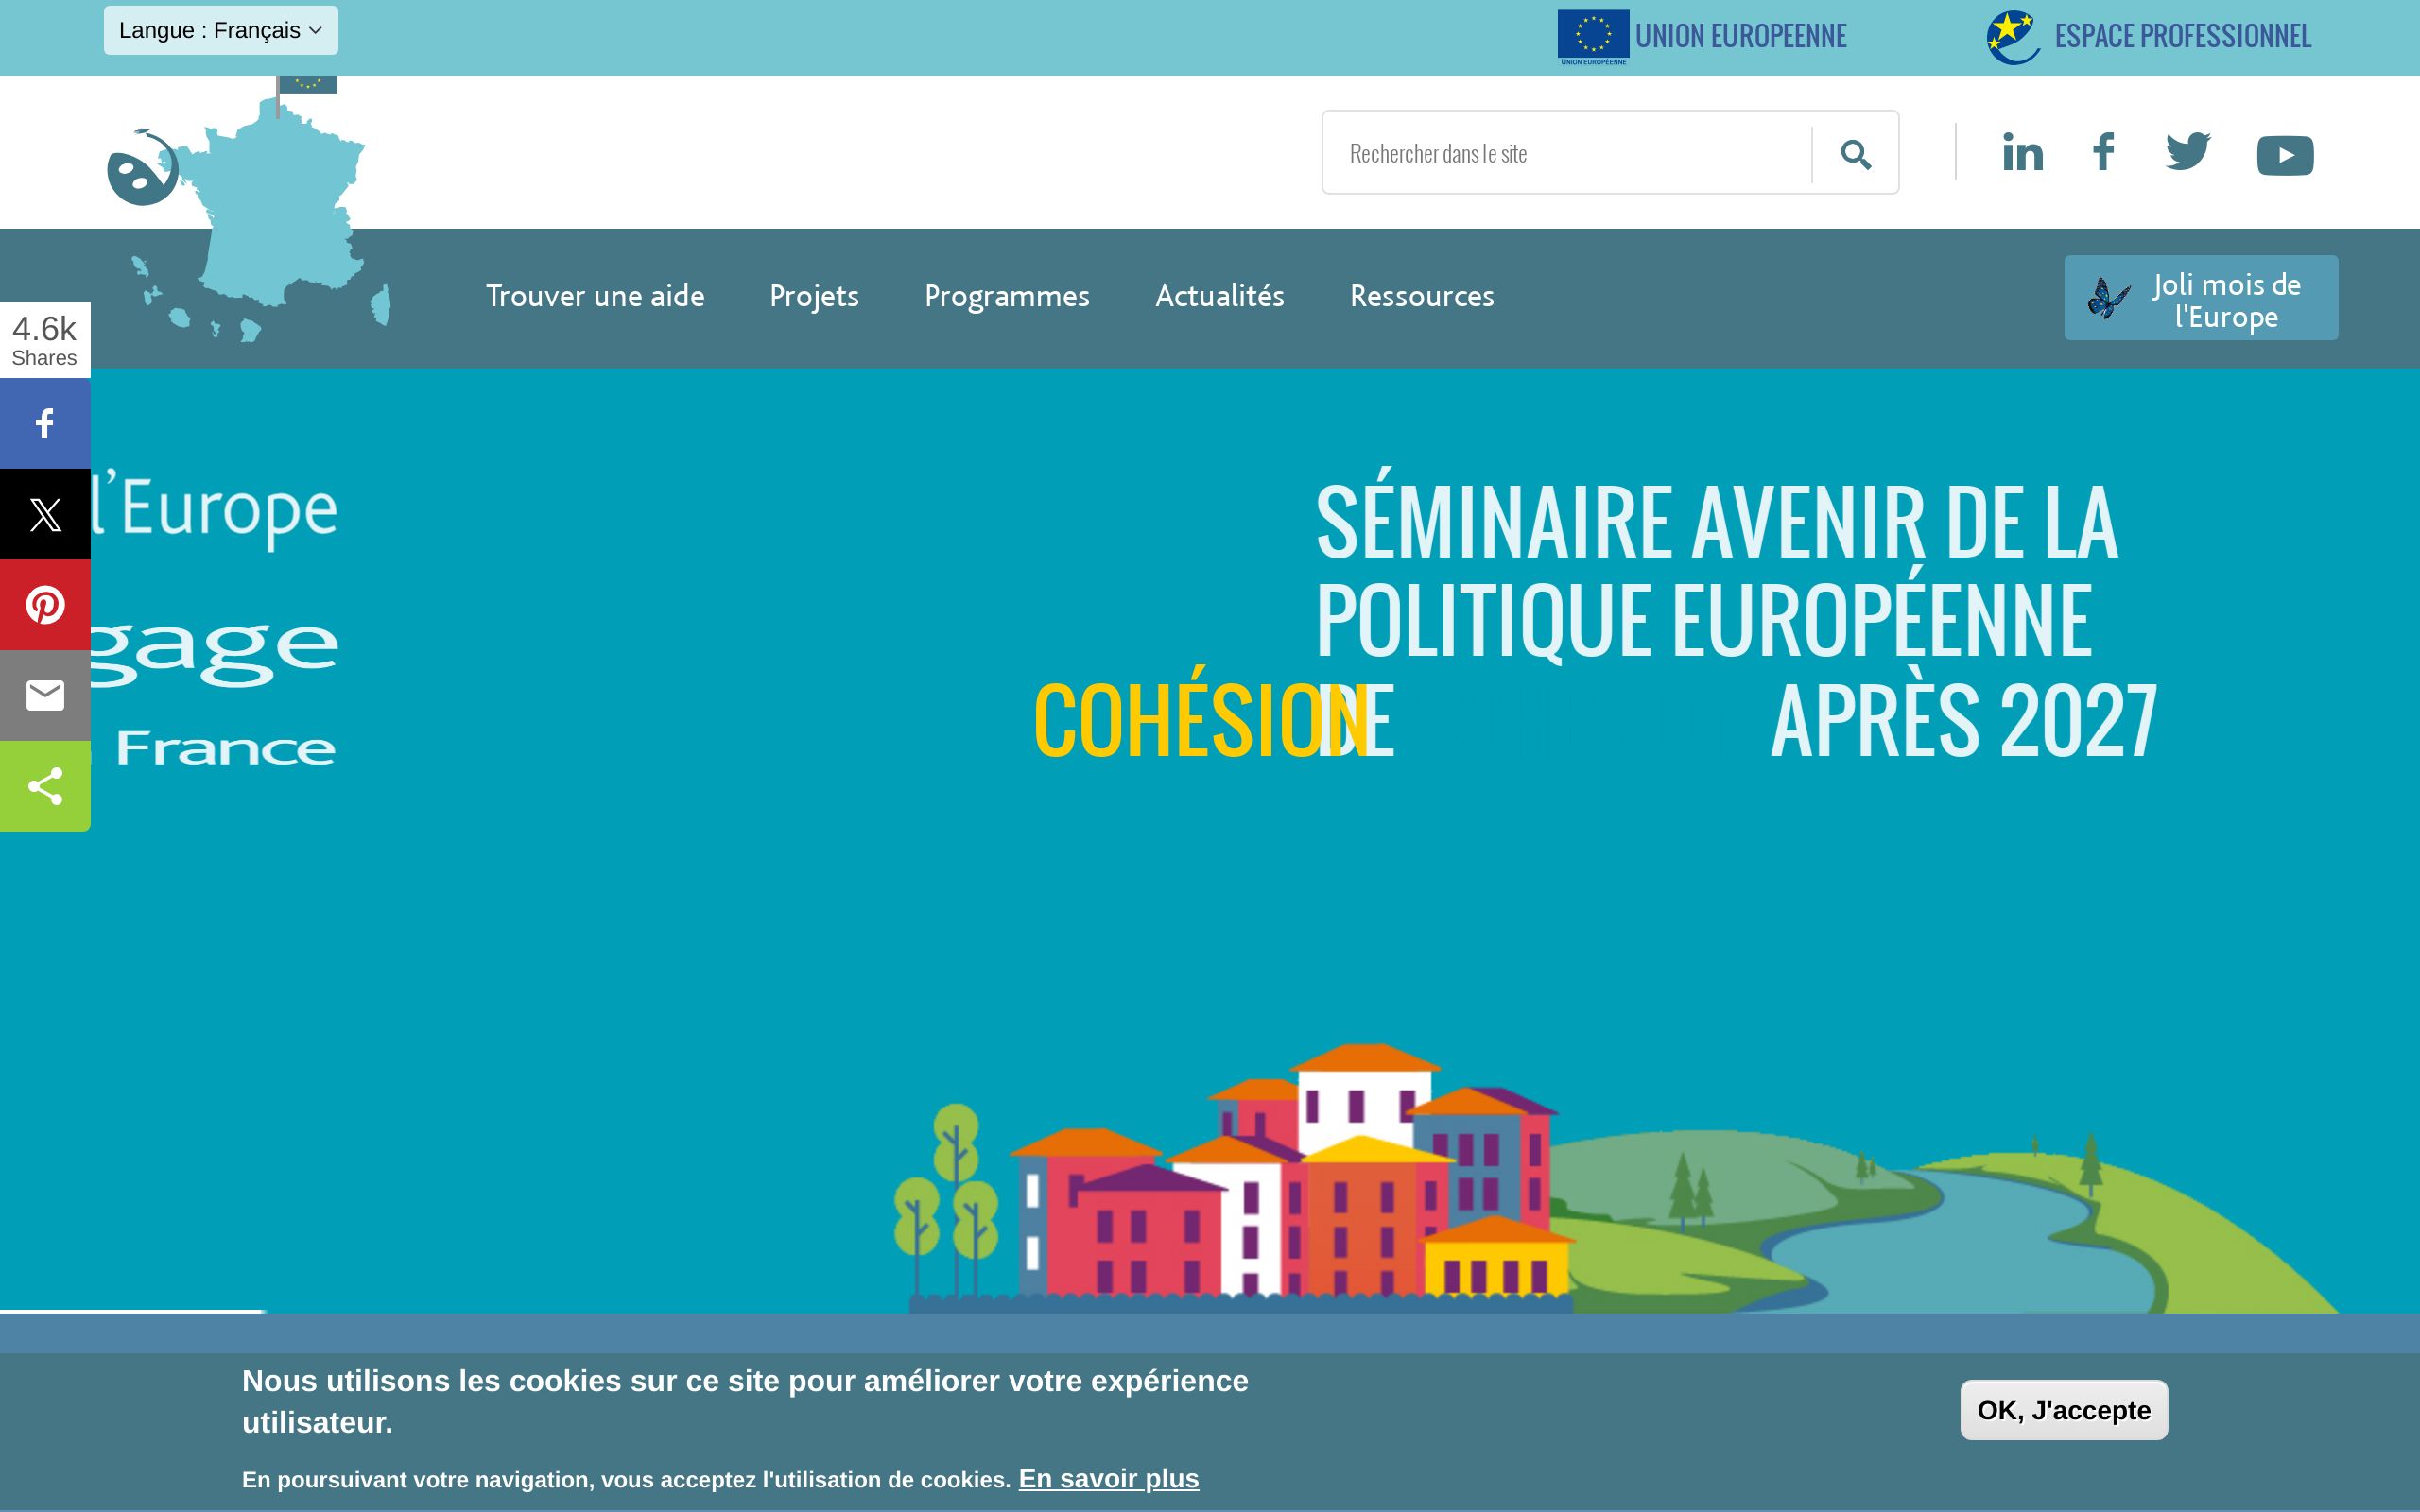 Langue : Français
UNION EUROPÉENNE
UNION EUROPEENNE
ESPACE PROFESSIONNEL
Rechercher dans le site
Trouver une aide
Projets
Programmes
Actualités
Ressources
Joli mois de
l'Europe
4.6k
Shares
l'Europe
gage
France
SÉMINAIRE AVENIR DE LA
POLITIQUE EUROPÉENNE
DE COHÉSION APRÈS 2027
Nous utilisons les cookies sur ce site pour améliorer votre expérience
utilisateur.
OK, J'accepte
En poursuivant votre navigation, vous acceptez l'utilisation de cookies. En savoir plus